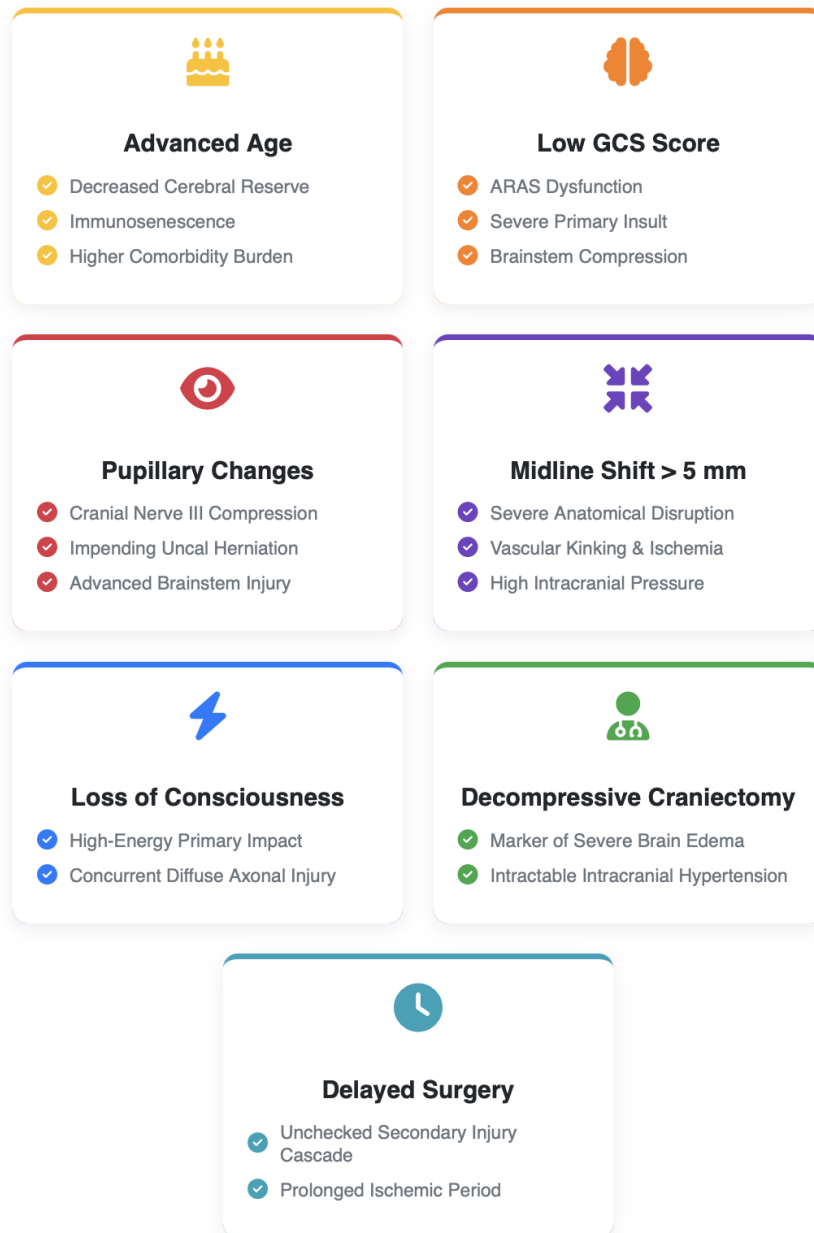 Advanced Age
Decreased Cerebral Reserve
Immunosenescence
Higher Comorbidity Burden
Low GCS Score
ARAS Dysfunction
Severe Primary Insult
Brainstem Compression
Pupillary Changes
Cranial Nerve III Compression
Impending Uncal Herniation
Advanced Brainstem Injury
Midline Shift > 5 mm
Severe Anatomical Disruption
Vascular Kinking & Ischemia
High Intracranial Pressure
Loss of Consciousness
High-Energy Primary Impact
Concurrent Diffuse Axonal Injury
Decompressive Craniectomy
Marker of Severe Brain Edema
Intractable Intracranial Hypertension
Delayed Surgery
Unchecked Secondary Injury
Cascade
Prolonged Ischemic Period